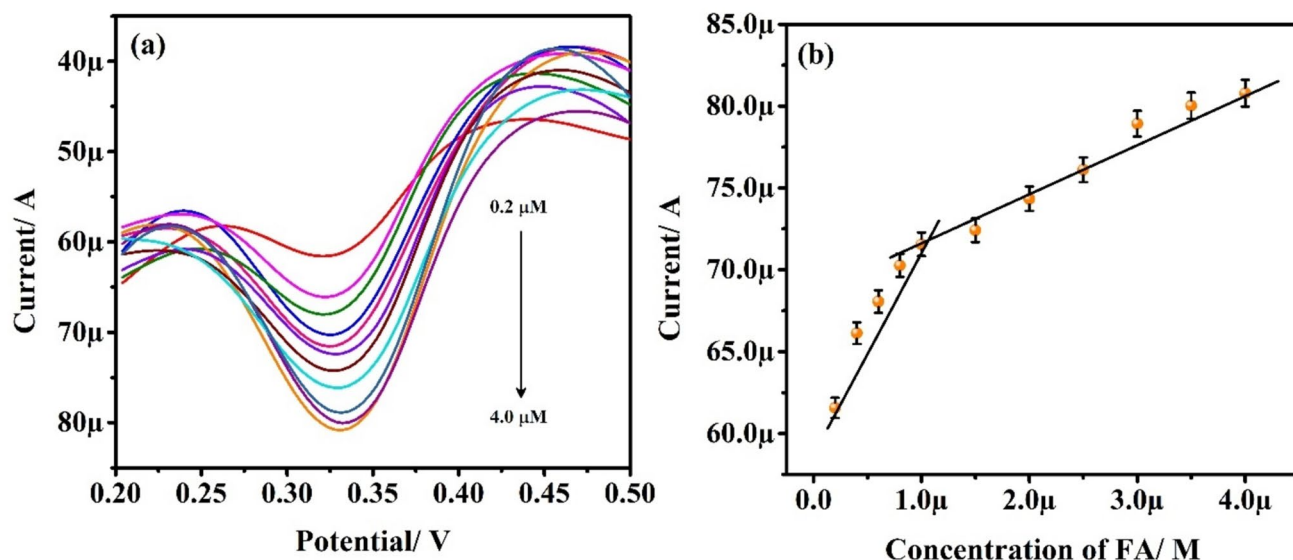 (a)
40µ
50µ
60µ
70µ
80µ
Current/ A
0.2 µM
4.0 µM
0.20 0.25 0.30 0.35 0.40 0.45 0.50
Potential/ V
(b)
85.0µ
80.0µ
75.0µ
70.0µ
65.0µ
60.0µ
Current/ A
0.0 1.0µ 2.0µ 3.0µ 4.0µ
Concentration of FA/ M